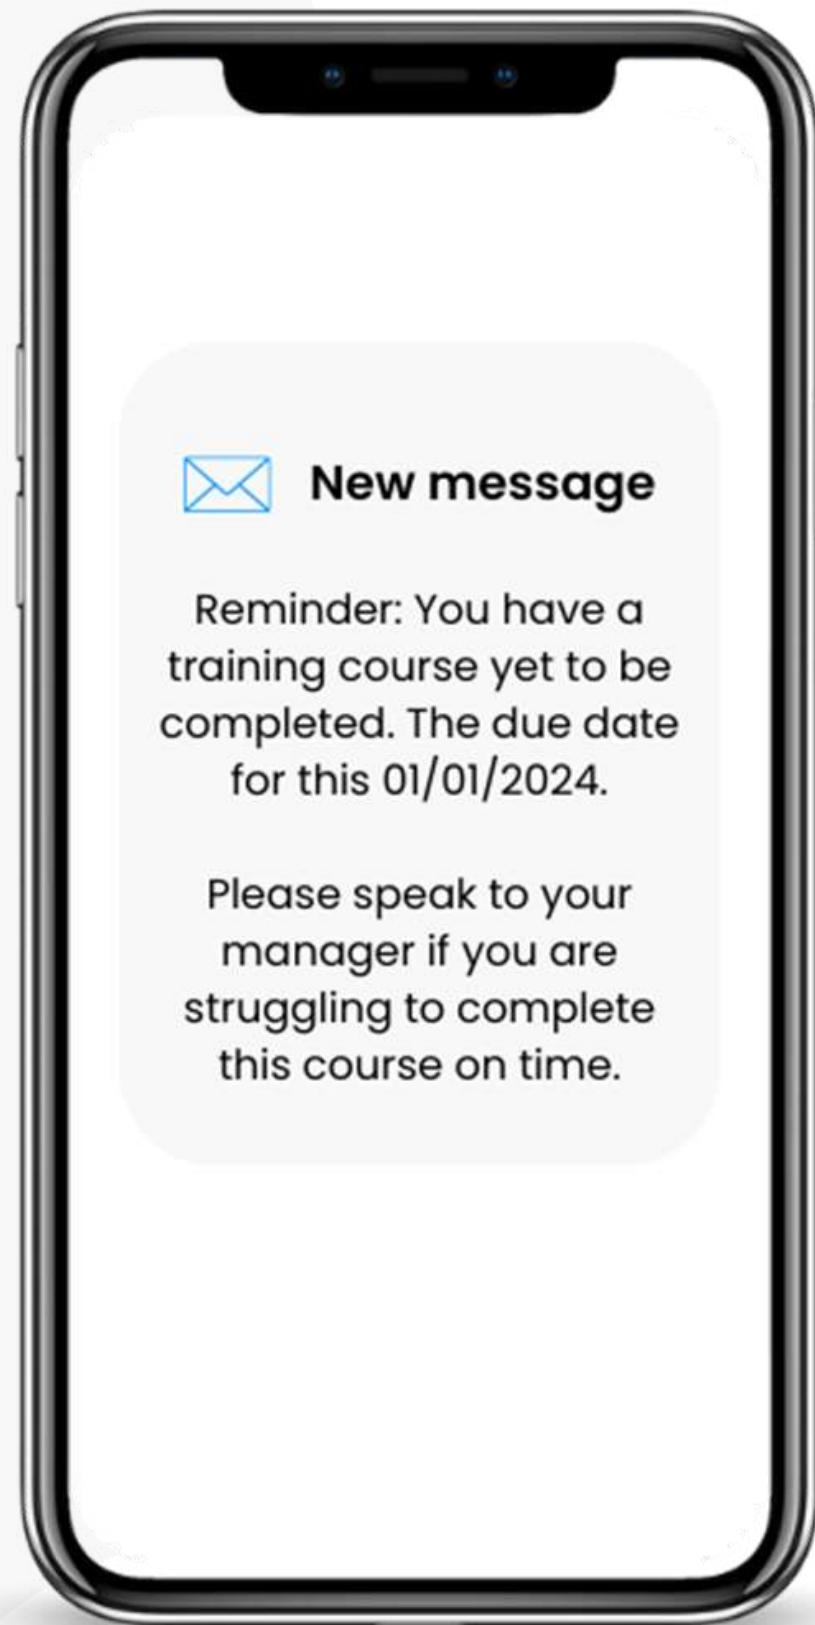 New message
Reminder: You have a
training course yet to be
completed. The due date
for this 01/01/2024.
Please speak to your
manager if you are
struggling to complete
this course on time.